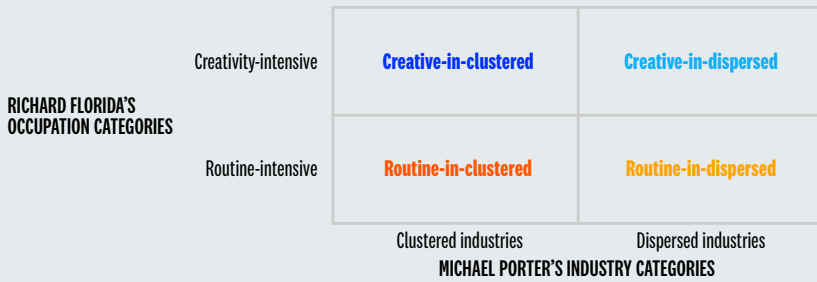 Creativity-intensive
Creative-in-clustered
Creative-in-dispersed
RICHARD FLORIDA'S
OCCUPATION CATEGORIES
Routine-intensive
Routine-in-clustered
Routine-in-dispersed
Clustered industries
Dispersed industries
MICHAEL PORTER'S INDUSTRY CATEGORIES